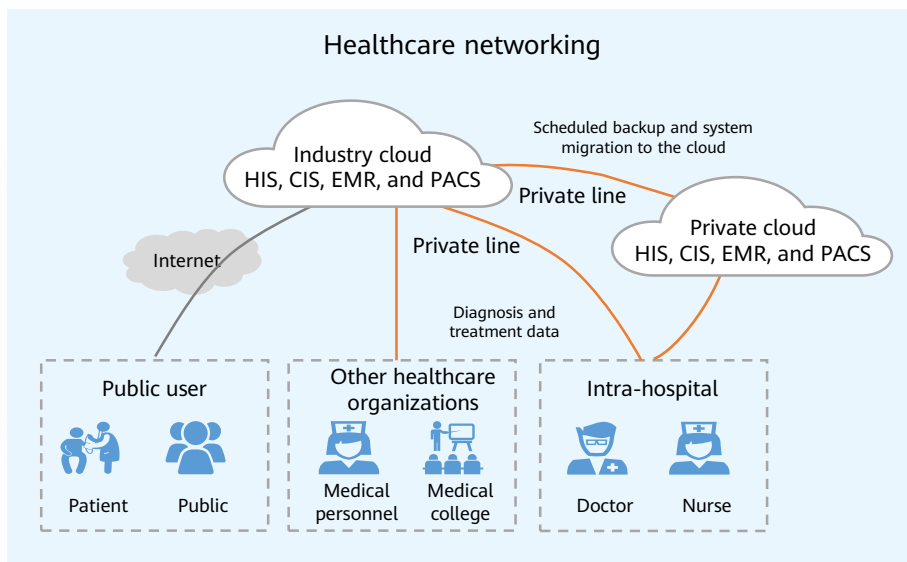 Healthcare networking
Scheduled backup and system
migration to the cloud
Industry cloud
HIS, CIS, EMR, and PACS
Private line
Private cloud
HIS, CIS, EMR, and PACS
Internet
Private line
Diagnosis and
treatment data
Public user
Patient
Public
Other healthcare
organizations
Medical
personnel
Medical
college
Intra-hospital
Doctor
Nurse